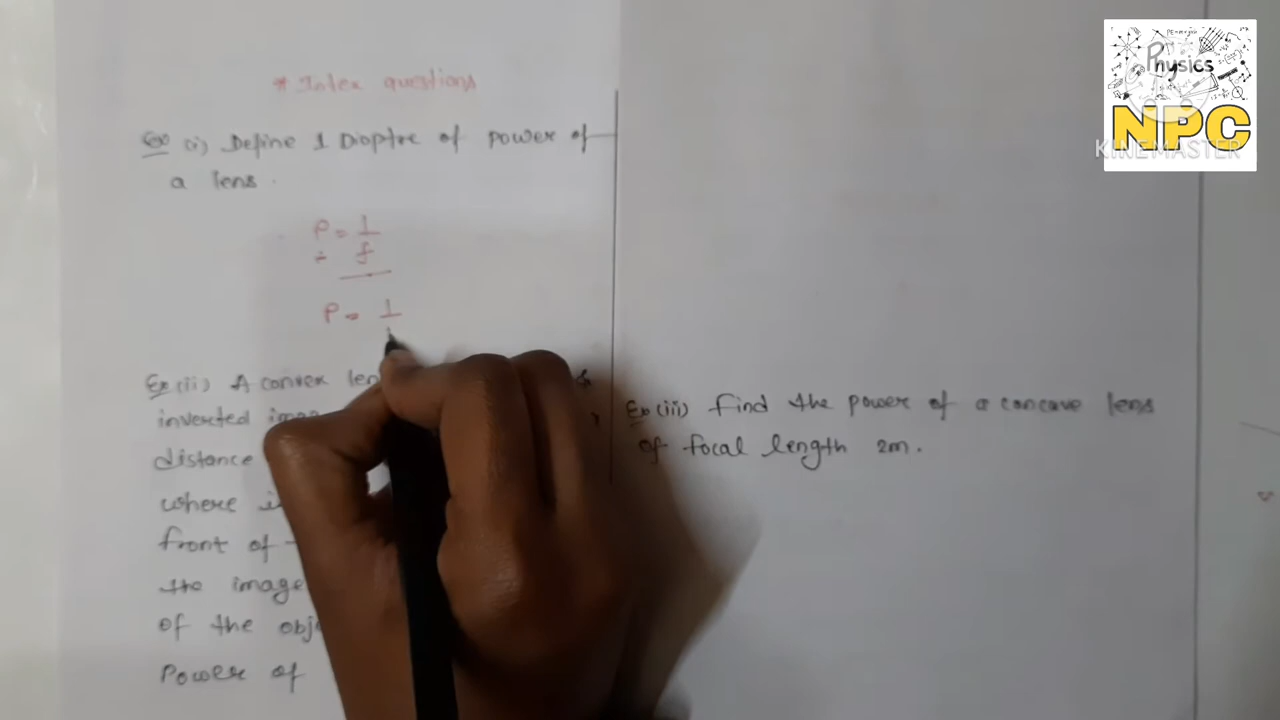 * Intex questions
Ex (i) Define 1 Dioptre of power of
a lens.
P = 1
f
P = 1
Ex (ii) A convex len
inverted imag
distance
where i
front of
the image
of the obj
Power of
Ex (iii) Find the power of a concave lens
of focal length 2m.
Physics
NPC
KINEMASTER